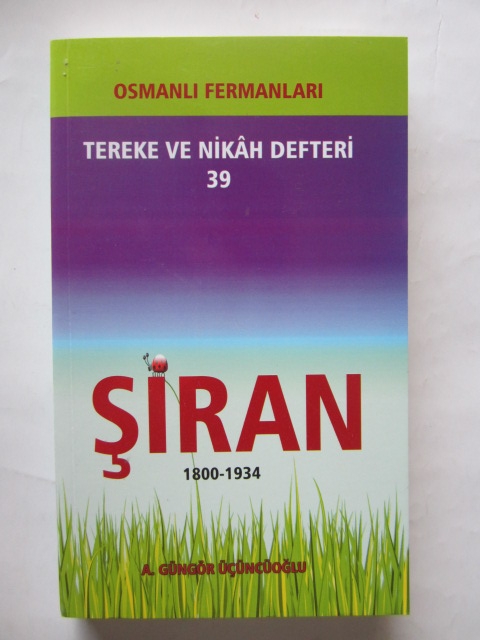 OSMANLI FERMANLARI
TEREKE VE NİKÂH DEFTERİ
39
ŞİRAN
1800-1934
A. GÜNGÖR ÜÇÜNCÜOĞLU